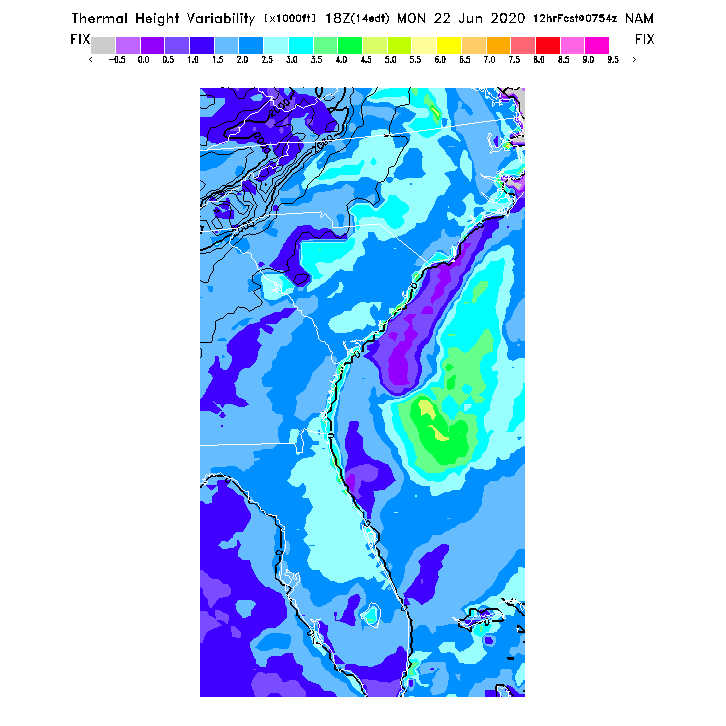 Thermal Height Variability [x1000ft] 18Z(14edt) MON 22 Jun 2020 12hrFcst@0754z NAM
FIX FIX
< -0.5 0.0 0.5 1.0 1.5 2.0 2.5 3.0 3.5 4.0 4.5 5.0 5.5 6.0 6.5 7.0 7.5 8.0 8.5 9.0 9.5 >